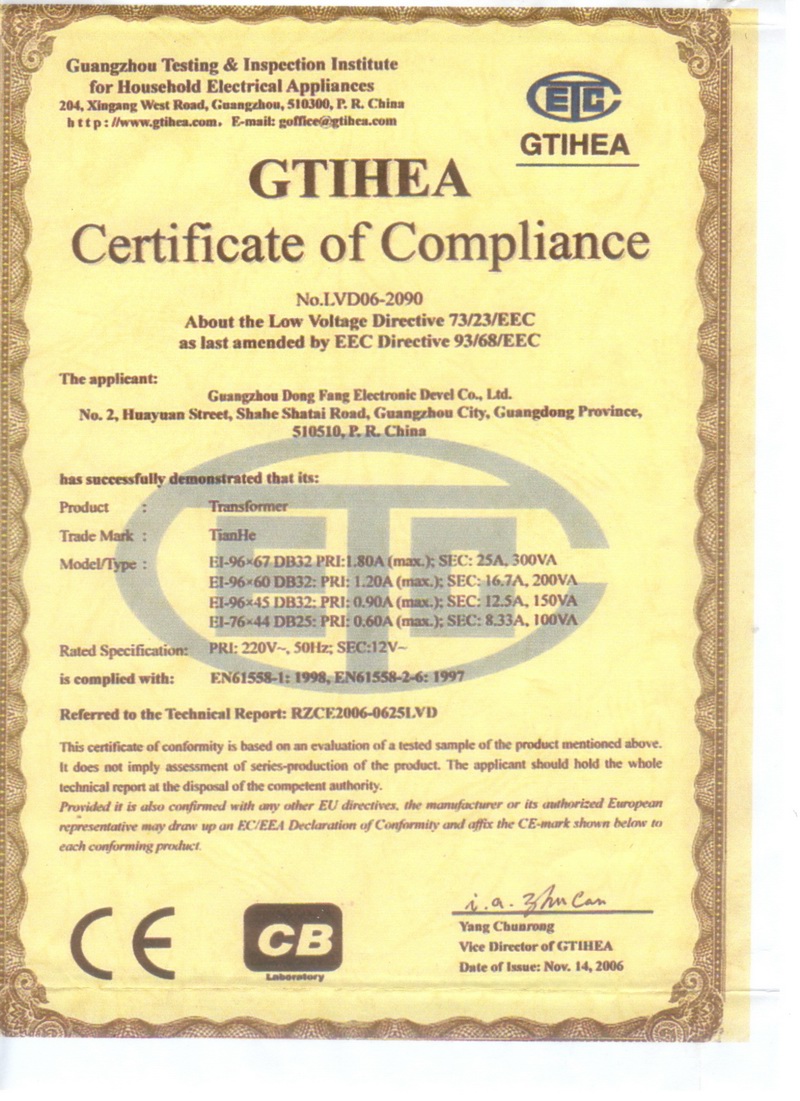 Guangzhou Testing & Inspection Institute
for Household Electrical Appliances
204, Xingang West Road, Guangzhou, 510300, P. R. China
http://www.gtihea.com, E-mail: goffice@gtihea.com
ETC
GTIHEA
GTIHEA
Certificate of Compliance
No.LVD06-2090
About the Low Voltage Directive 73/23/EEC
as last amended by EEC Directive 93/68/EEC
The applicant:
Guangzhou Dong Fang Electronic Devel Co., Ltd.
No. 2, Huayuan Street, Shahe Shatai Road, Guangzhou City, Guangdong Province,
510510, P. R. China
has successfully demonstrated that its:
Product : Transformer
Trade Mark : TianHe
Model/Type : EI-96×67 DB32 PRI:1.80A (max.); SEC: 25A, 300VA
EI-96×60 DB32: PRI: 1.20A (max.); SEC: 16.7A, 200VA
EI-96×45 DB32: PRI: 0.90A (max.); SEC: 12.5A, 150VA
EI-76×44 DB25: PRI: 0.60A (max.); SEC: 8.33A, 100VA
Rated Specification: PRI: 220V~, 50Hz; SEC:12V~
is complied with: EN61558-1: 1998, EN61558-2-6: 1997
Referred to the Technical Report: RZCE2006-0625LVD
This certificate of conformity is based on an evaluation of a tested sample of the product mentioned above.
It does not imply assessment of series-production of the product. The applicant should hold the whole
technical report at the disposal of the competent authority.
Provided it is also confirmed with any other EU directives, the manufacturer or its authorized European
representative may draw up an EC/EEA Declaration of Conformity and affix the CE-mark shown below to
each conforming product.
CE
CB
Laboratory
i.a. Zhu Can
Yang Chunrong
Vice Director of GTIHEA
Date of Issue: Nov. 14, 2006